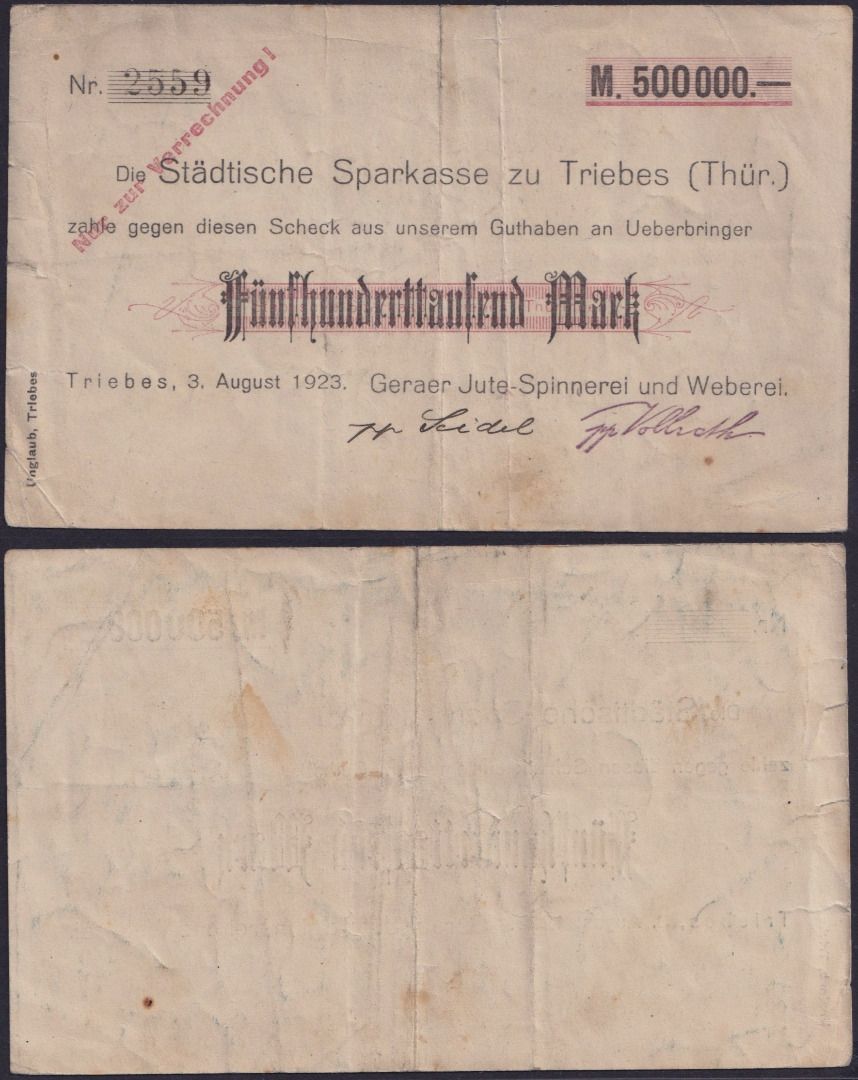 Nr. 2559
Nur zur Verrechnung!
M. 500000.—
Die Städtische Sparkasse zu Triebes (Thür.)
zahle gegen diesen Scheck aus unserem Guthaben an Ueberbringer
Fünfhunderttausend Mark
Triebes, 3. August 1923. Geraer Jute-Spinnerei und Weberei.
pp Seidel pp Vollrath
Unglaub, Triebes